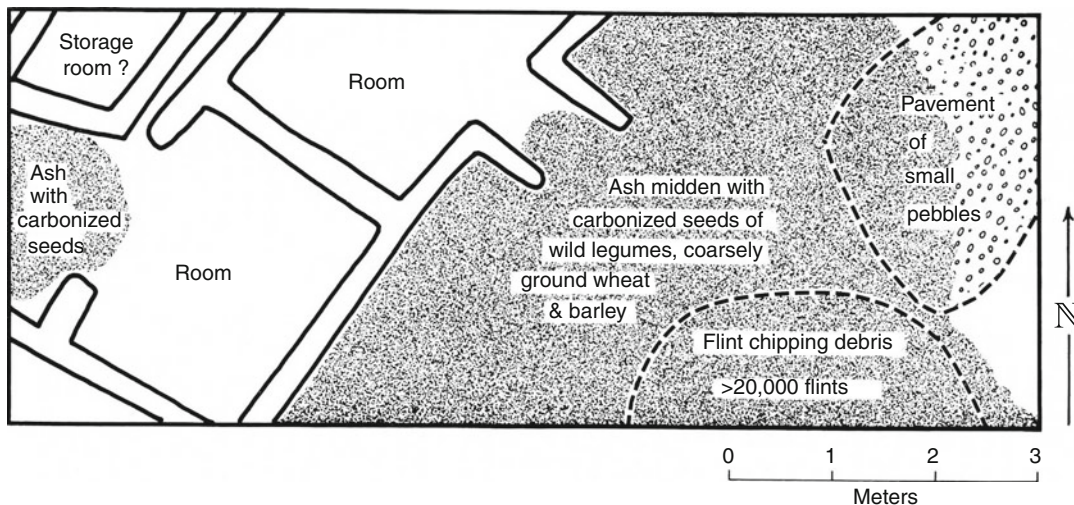 Storage
room ?
Room
Pavement
of
small
pebbles
Ash
with
carbonized
seeds
Ash midden with
carbonized seeds of
wild legumes, coarsely
ground wheat
& barley
Room
N
Flint chipping debris
>20,000 flints
0 1 2 3
Meters